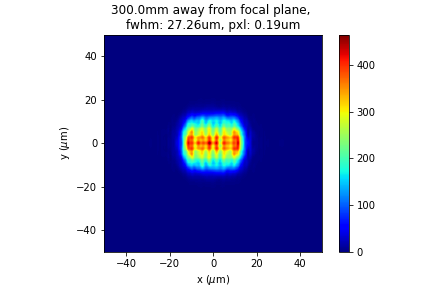 300.0mm away from focal plane,
fwhm: 27.26um, pxl: 0.19um
40
20
0
−20
−40
y (μm)
−40 −20 0 20 40
x (μm)
400
300
200
100
0